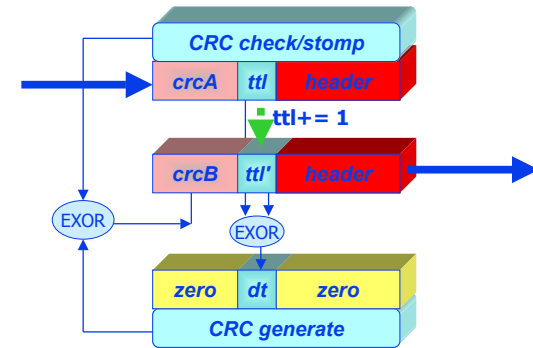 CRC check/stomp
crcA ttl header
ttl+= 1
crcB ttl' header
EXOR
EXOR
zero dt zero
CRC generate